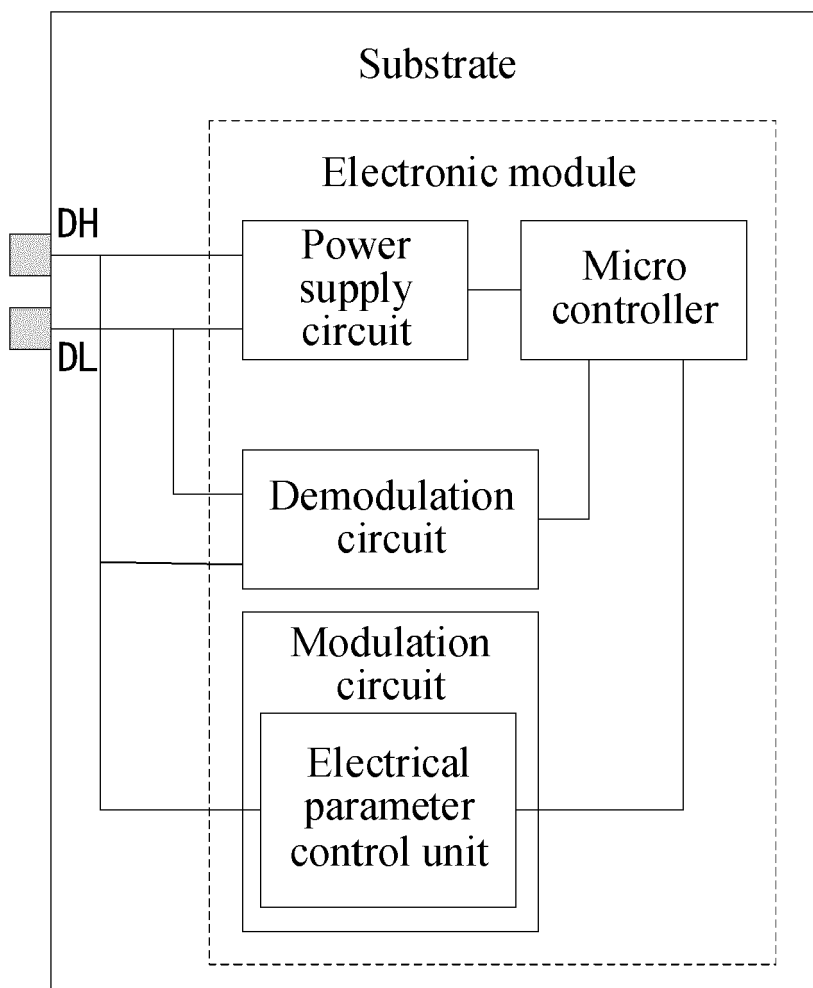 Substrate
Electronic module
DH
DL
Power
supply
circuit
Micro
controller
Demodulation
circuit
Modulation
circuit
Electrical
parameter
control unit